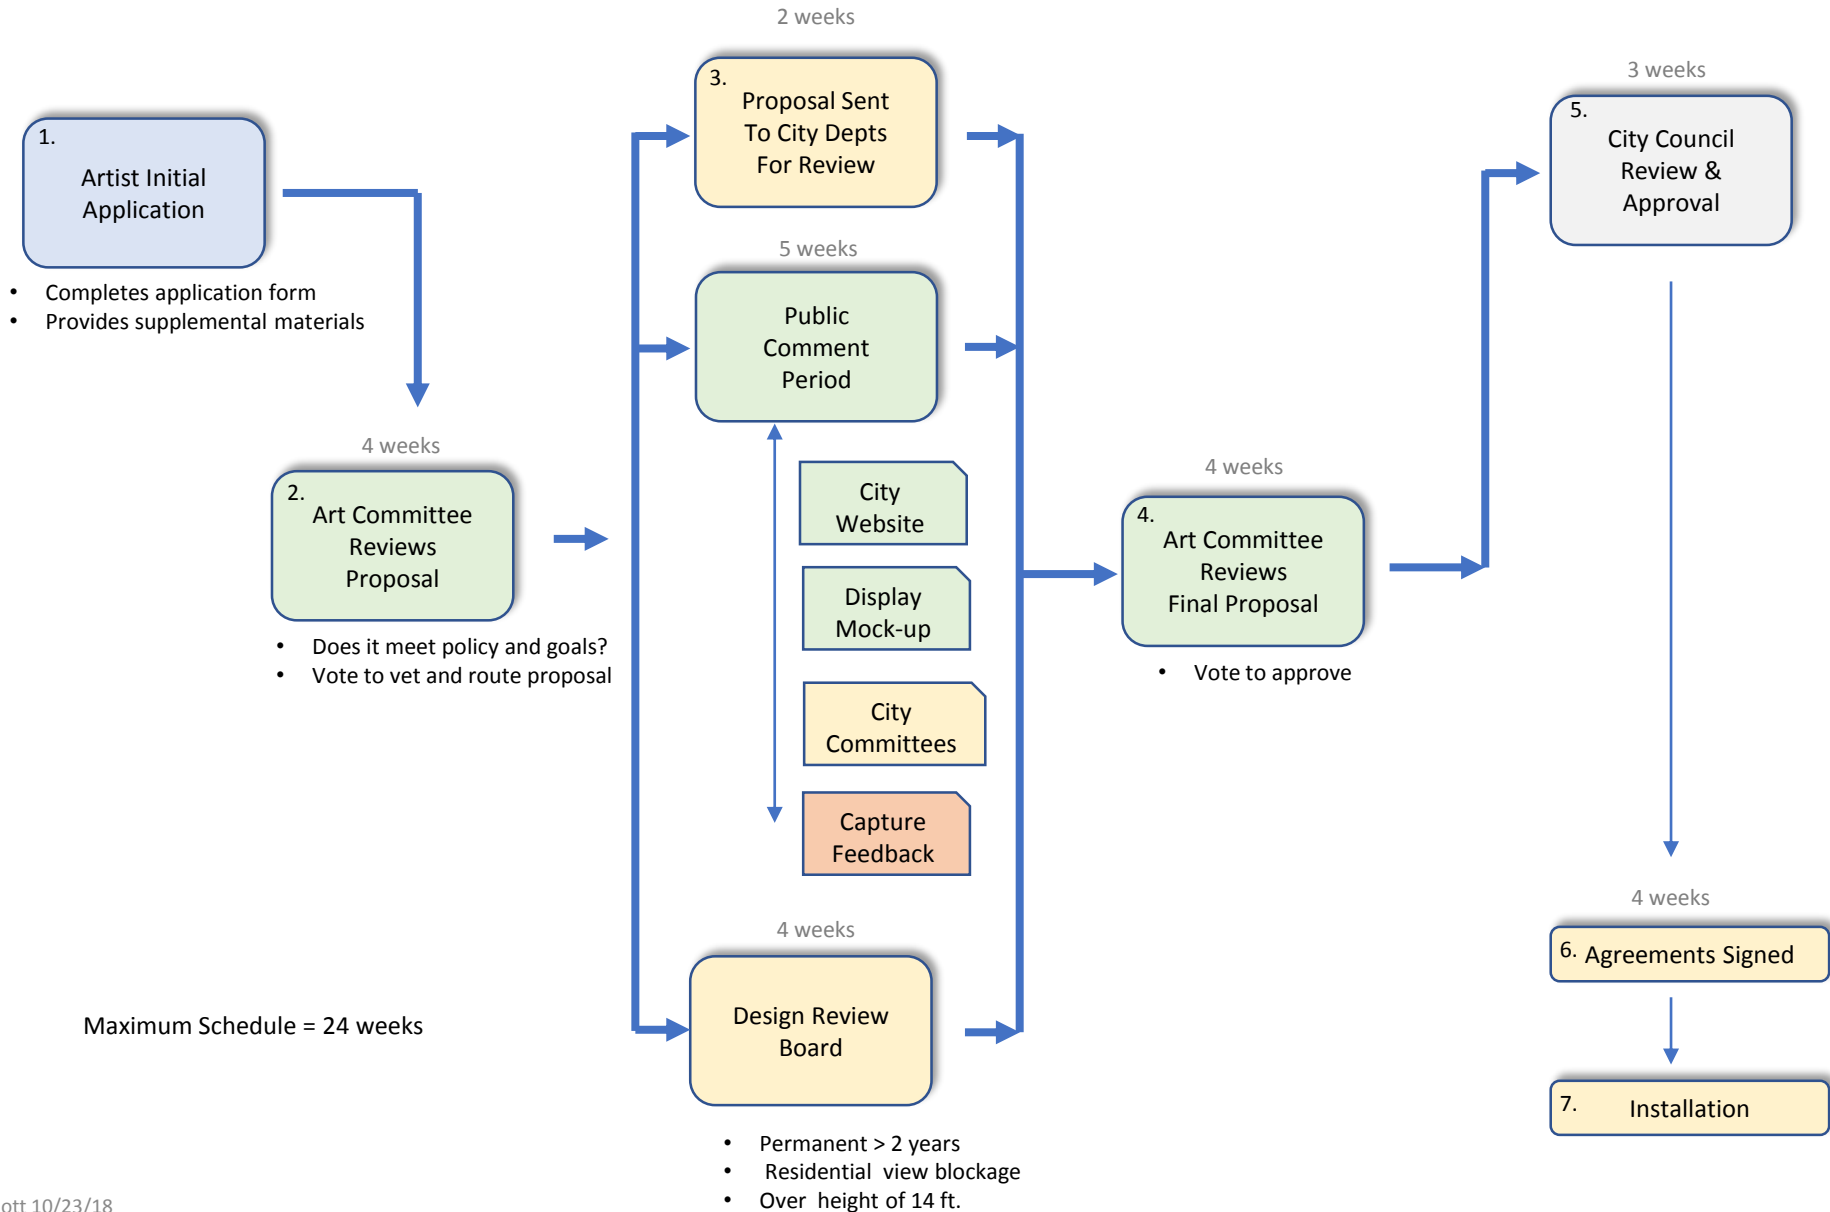 1.
Artist Initial
Application
• Completes application form
• Provides supplemental materials
4 weeks
2.
Art Committee
Reviews
Proposal
• Does it meet policy and goals?
• Vote to vet and route proposal
2 weeks
3.
Proposal Sent
To City Depts
For Review
5 weeks
Public
Comment
Period
City
Website
Display
Mock-up
City
Committees
Capture
Feedback
4 weeks
Design Review
Board
• Permanent > 2 years
• Residential view blockage
• Over height of 14 ft.
4 weeks
4.
Art Committee
Reviews
Final Proposal
• Vote to approve
3 weeks
5.
City Council
Review &
Approval
4 weeks
6. Agreements Signed
7. Installation
Maximum Schedule = 24 weeks
ott 10/23/18